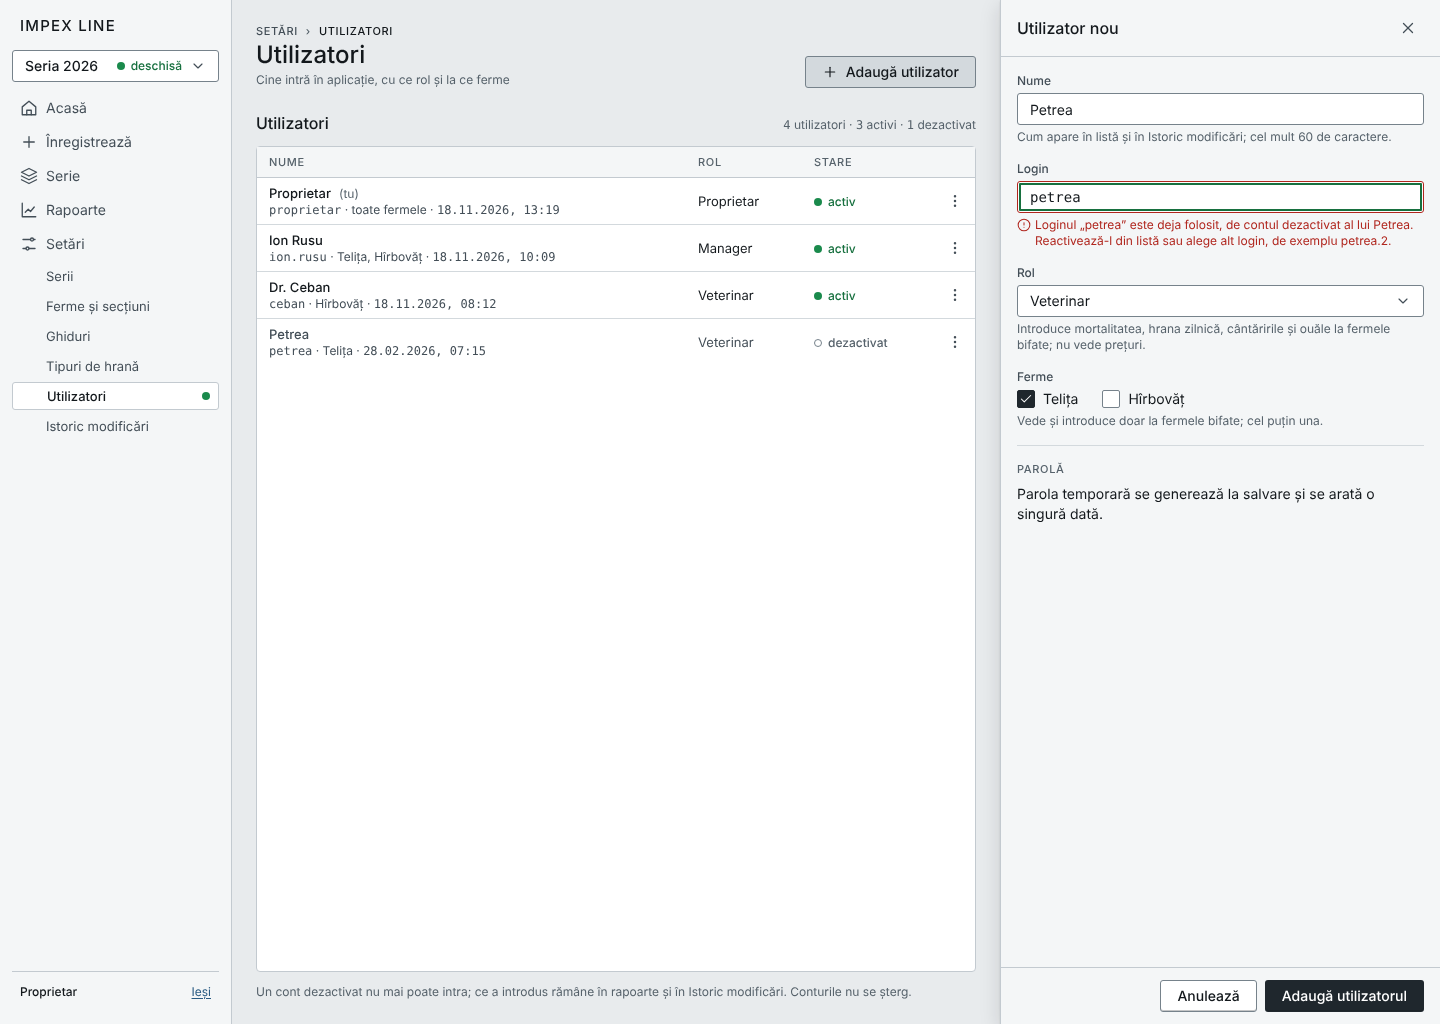 IMPEX LINE
Seria 2026 deschisă
Acasă
Înregistrează
Serie
Rapoarte
Setări
Serii
Ferme și secțiuni
Ghiduri
Tipuri de hrană
Utilizatori
Istoric modificări
Proprietar Ieși
SETĂRI › UTILIZATORI
Utilizatori
Cine intră în aplicație, cu ce rol și la ce ferme
Adaugă utilizator
Utilizatori 4 utilizatori · 3 activi · 1 dezactivat
NUME ROL STARE
Proprietar (tu) Proprietar activ
proprietar · toate fermele · 18.11.2026, 13:19
Ion Rusu Manager activ
ion.rusu · Telița, Hîrbovăț · 18.11.2026, 10:09
Dr. Ceban Veterinar activ
ceban · Hîrbovăț · 18.11.2026, 08:12
Petrea Veterinar dezactivat
petrea · Telița · 28.02.2026, 07:15
Un cont dezactivat nu mai poate intra; ce a introdus rămâne în rapoarte și în Istoric modificări. Conturile nu se șterg.
Utilizator nou
Nume
Petrea
Cum apare în listă și în Istoric modificări; cel mult 60 de caractere.
Login
petrea
Loginul „petrea” este deja folosit, de contul dezactivat al lui Petrea.
Reactivează-l din listă sau alege alt login, de exemplu petrea.2.
Rol
Veterinar
Introduce mortalitatea, hrana zilnică, cântăririle și ouăle la fermele
bifate; nu vede prețuri.
Ferme
Telița Hîrbovăț
Vede și introduce doar la fermele bifate; cel puțin una.
PAROLĂ
Parola temporară se generează la salvare și se arată o
singură dată.
Anulează Adaugă utilizatorul